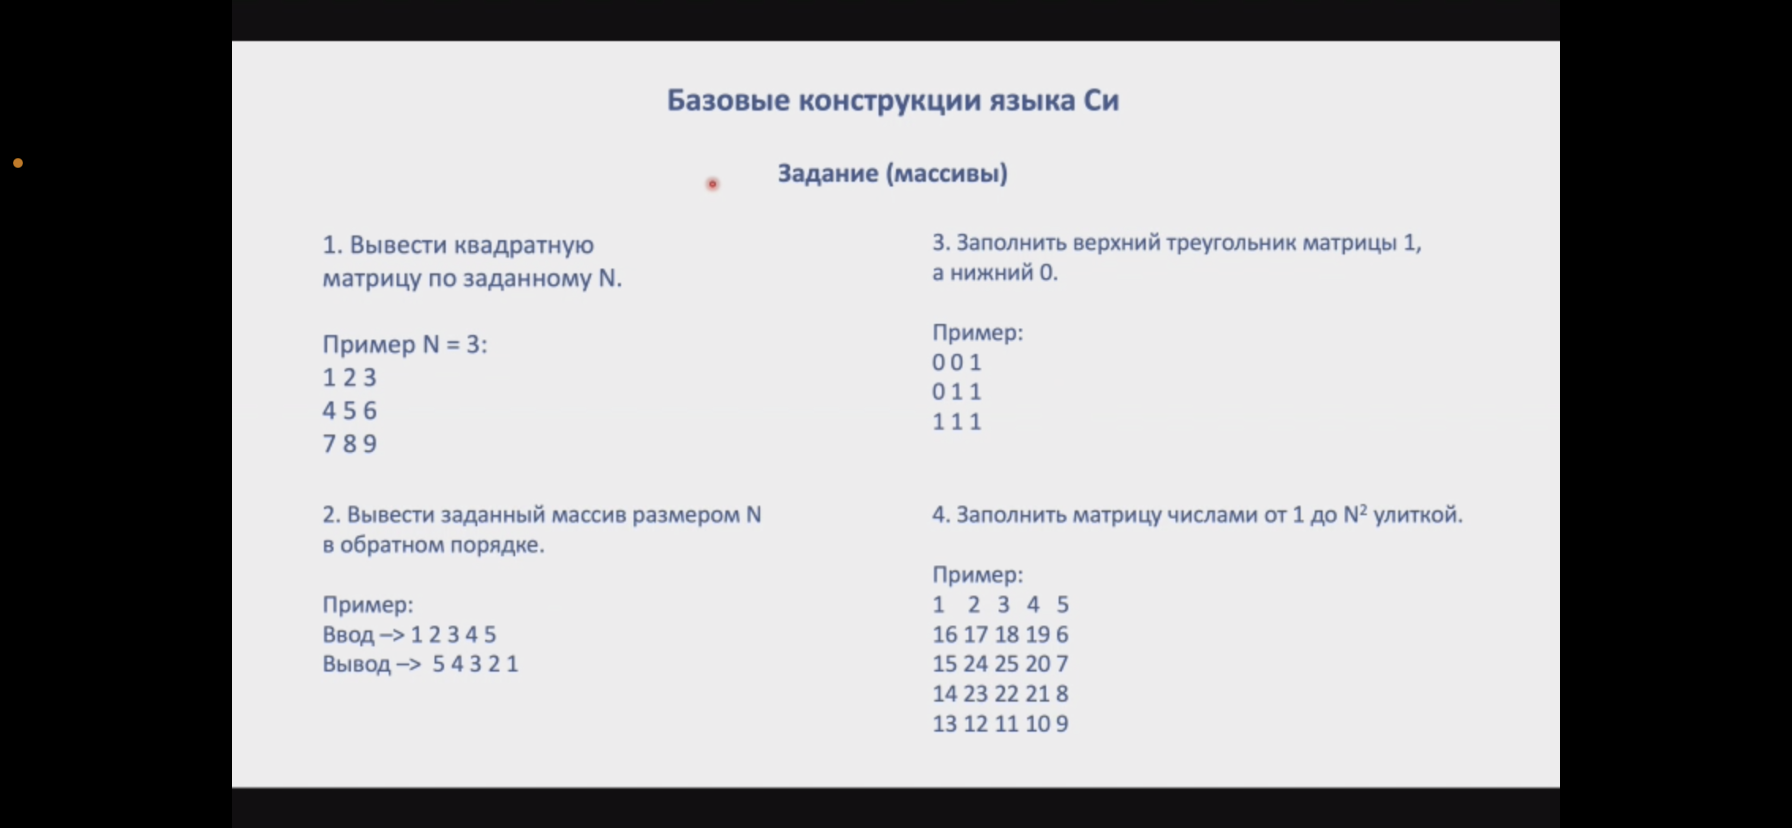 Базовые конструкции языка Си
Задание (массивы)
1. Вывести квадратную
матрицу по заданному N.
Пример N = 3:
1 2 3
4 5 6
7 8 9
2. Вывести заданный массив размером N
в обратном порядке.
Пример:
Ввод –> 1 2 3 4 5
Вывод –> 5 4 3 2 1
3. Заполнить верхний треугольник матрицы 1,
а нижний 0.
Пример:
0 0 1
0 1 1
1 1 1
4. Заполнить матрицу числами от 1 до N² улиткой.
Пример:
1 2 3 4 5
16 17 18 19 6
15 24 25 20 7
14 23 22 21 8
13 12 11 10 9